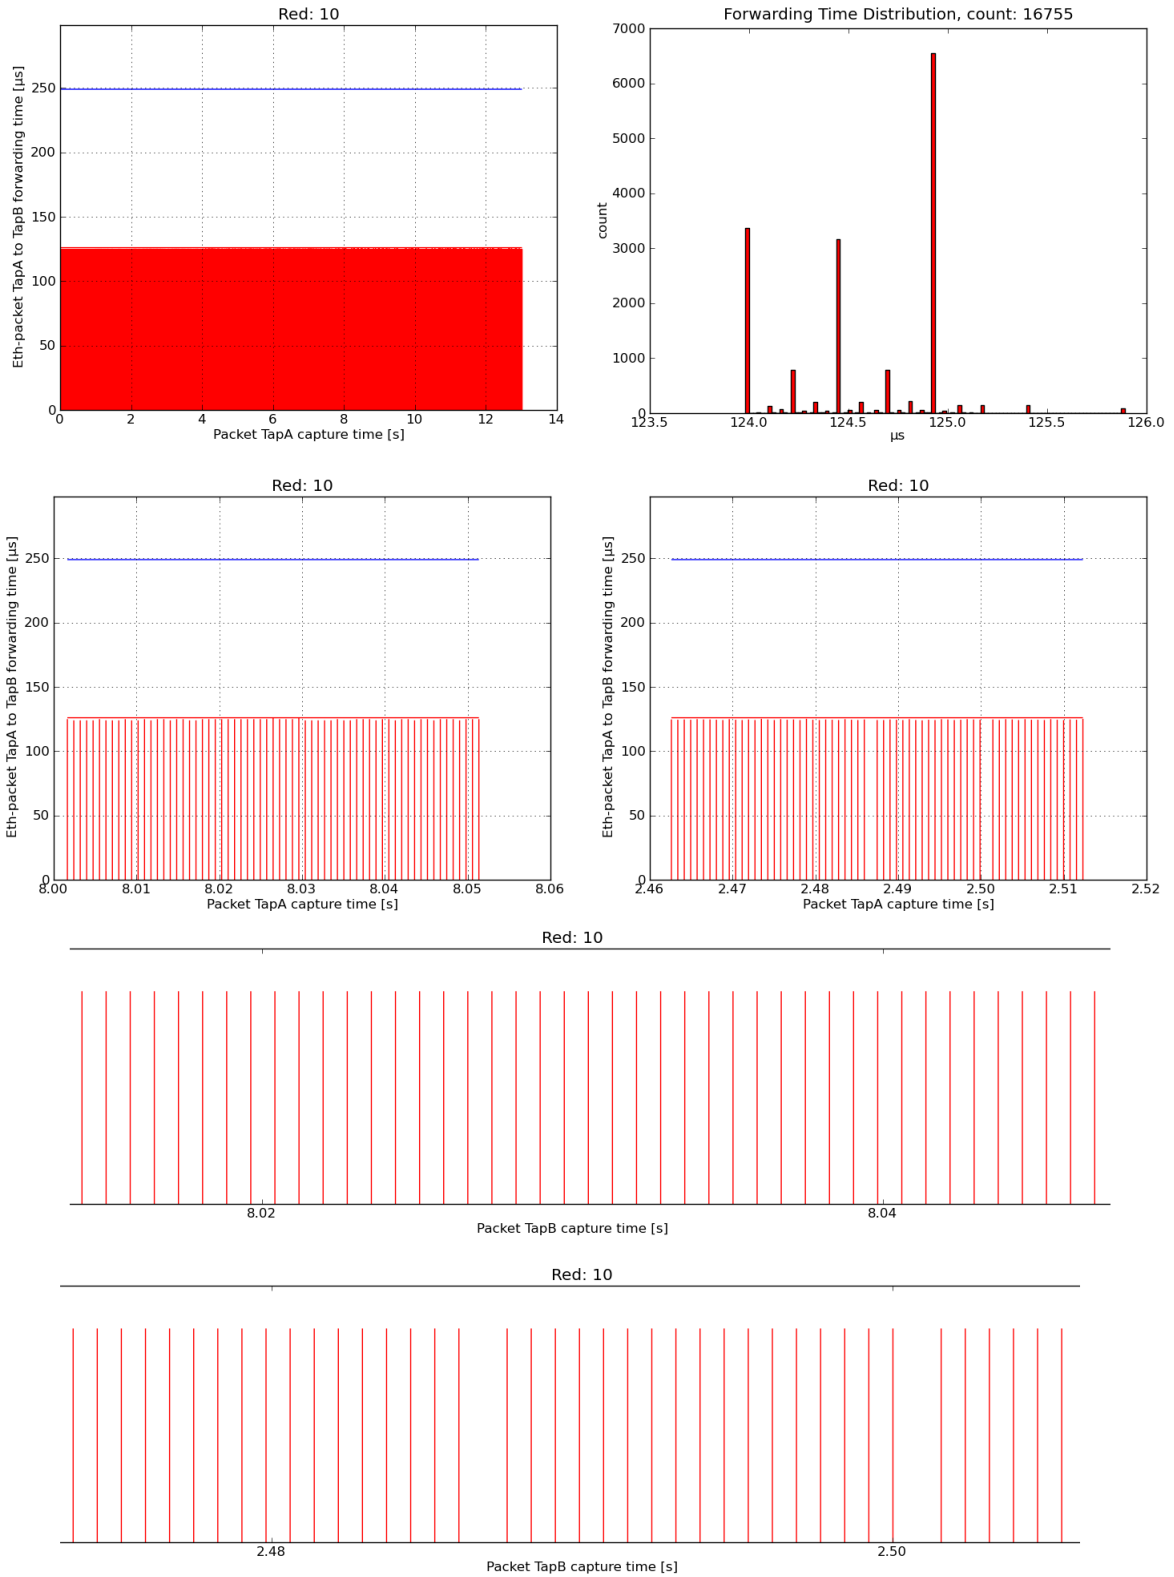 Red: 10
Eth-packet TapA to TapB forwarding time [µs]
250
200
150
100
50
0
0 2 4 6 8 10 12 14
Packet TapA capture time [s]
Forwarding Time Distribution, count: 16755
count
7000
6000
5000
4000
3000
2000
1000
0
123.5 124.0 124.5 125.0 125.5 126.0
µs
Red: 10
Eth-packet TapA to TapB forwarding time [µs]
250
200
150
100
50
0
8.00 8.01 8.02 8.03 8.04 8.05 8.06
Packet TapA capture time [s]
Red: 10
Eth-packet TapA to TapB forwarding time [µs]
250
200
150
100
50
0
2.46 2.47 2.48 2.49 2.50 2.51 2.52
Packet TapA capture time [s]
Red: 10
8.02 8.04
Packet TapB capture time [s]
Red: 10
2.48 2.50
Packet TapB capture time [s]